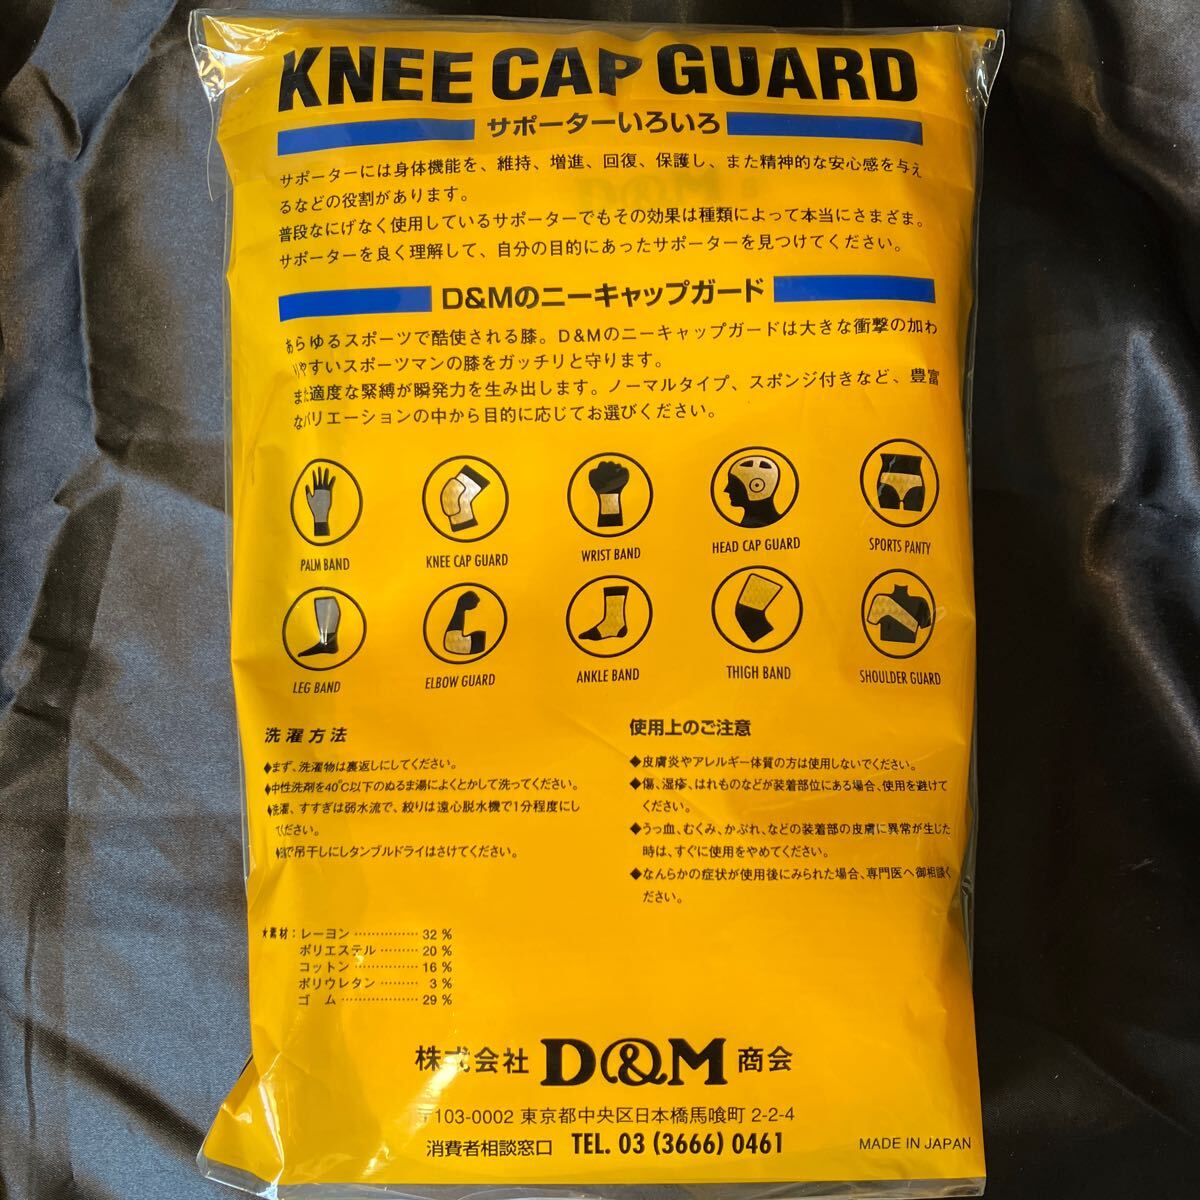 KNEE CAP GUARD
サポーターいろいろ
サポーターには身体機能を、維持、増進、回復、保護し、また精神的な安心感を与え
るなどの役割があります。
普段なにげなく使用しているサポーターでもその効果は種類によって本当にさまざま。
サポーターを良く理解して、自分の目的にあったサポーターを見つけてください。
D&Mのニーキャップガード
あらゆるスポーツで酷使される膝。D&Mのニーキャップガードは大きな衝撃の加わ
りやすいスポーツマンの膝をガッチリと守ります。
また適度な緊縛が瞬発力を生み出します。ノーマルタイプ、スポンジ付きなど、豊富
なバリエーションの中から目的に応じてお選びください。
PALM BAND
KNEE CAP GUARD
WRIST BAND
HEAD CAP GUARD
SPORTS PANTY
LEG BAND
ELBOW GUARD
ANKLE BAND
THIGH BAND
SHOULDER GUARD
洗濯方法
◆まず、洗濯物は裏返しにしてください。
◆中性洗剤を40℃以下のぬるま湯によくとかして洗ってください。
◆洗濯、すすぎは弱水流で、絞りは遠心脱水機で1分程度にし
てください。
で吊干しにしタンブルドライはさけてください。
使用上のご注意
◆皮膚炎やアレルギー体質の方は使用しないでください。
◆傷、湿疹、はれものなどが装着部位にある場合、使用を避けて
ください。
◆うっ血、むくみ、かぶれ、などの装着部の皮膚に異常が生じた
時は、すぐに使用をやめてください。
◆なんらかの症状が使用後にみられた場合、専門医へ御相談く
ださい。
★素材：レーヨン ……………… 32 %
ポリエステル ……… 20 %
コットン ……………… 16 %
ポリウレタン ……… 3 %
ゴ ム ………………… 29 %
株式会社 D&M 商会
〒103-0002 東京都中央区日本橋馬喰町 2-2-4
消費者相談窓口 TEL. 03 (3666) 0461
MADE IN JAPAN